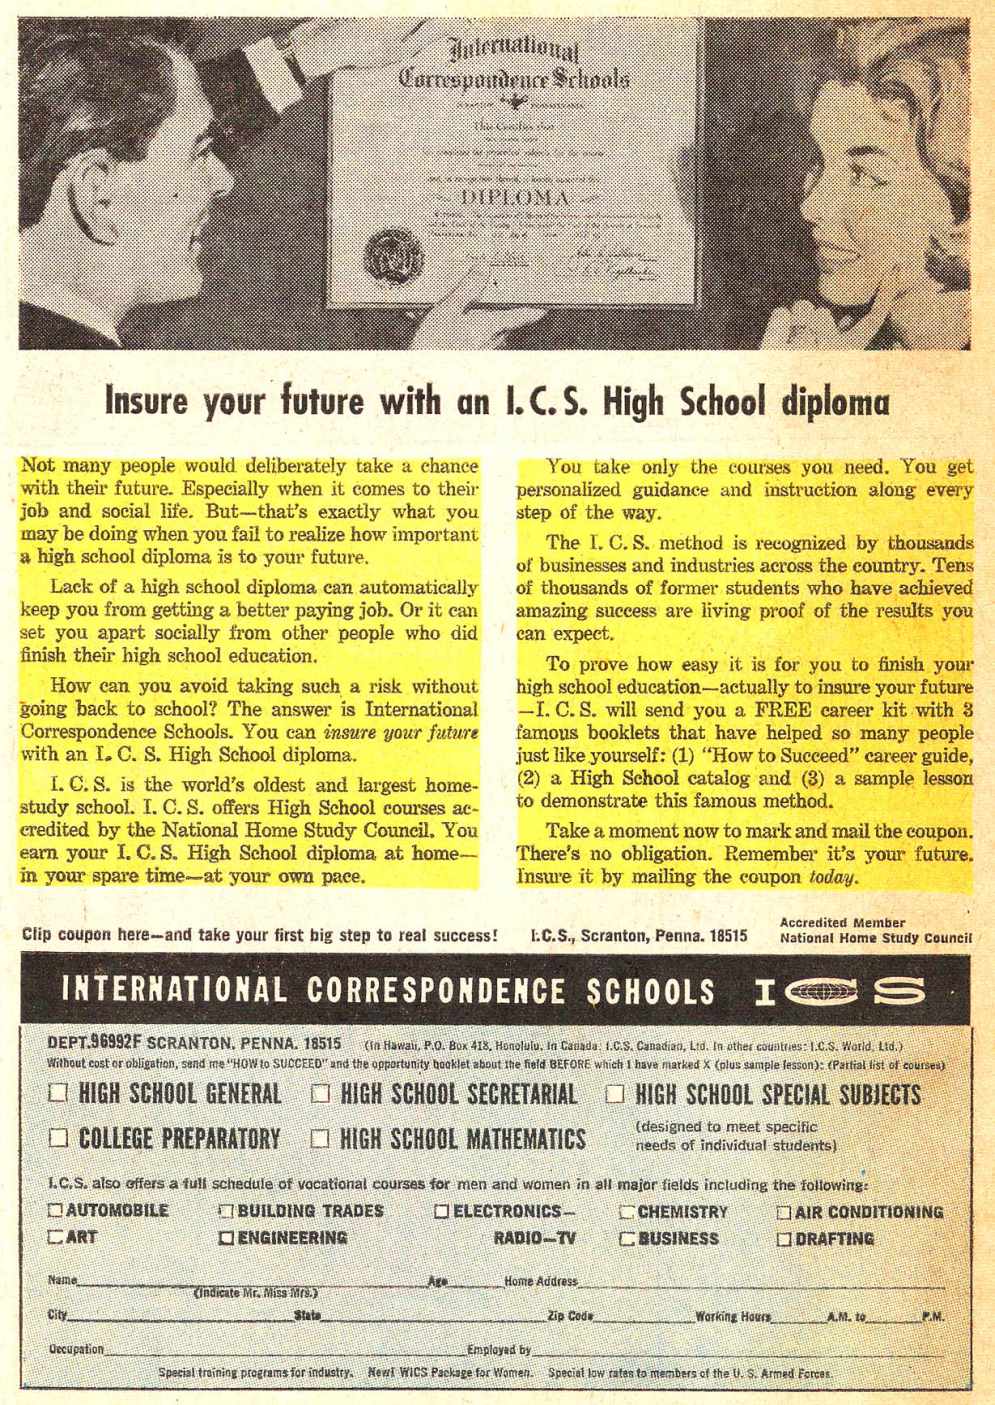 International
Correspondence Schools
SCRANTON PENNSYLVANIA
This Certifies that
DIPLOMA
Insure your future with an I.C.S. High School diploma
Not many people would deliberately take a chance
with their future. Especially when it comes to their
job and social life. But—that's exactly what you
may be doing when you fail to realize how important
a high school diploma is to your future.
Lack of a high school diploma can automatically
keep you from getting a better paying job. Or it can
set you apart socially from other people who did
finish their high school education.
How can you avoid taking such a risk without
going back to school? The answer is International
Correspondence Schools. You can insure your future
with an I. C. S. High School diploma.
I. C. S. is the world's oldest and largest home-
study school. I. C. S. offers High School courses ac-
credited by the National Home Study Council. You
earn your I. C. S. High School diploma at home—
in your spare time—at your own pace.
You take only the courses you need. You get
personalized guidance and instruction along every
step of the way.
The I. C. S. method is recognized by thousands
of businesses and industries across the country. Tens
of thousands of former students who have achieved
amazing success are living proof of the results you
can expect.
To prove how easy it is for you to finish your
high school education—actually to insure your future
—I. C. S. will send you a FREE career kit with 3
famous booklets that have helped so many people
just like yourself: (1) "How to Succeed" career guide,
(2) a High School catalog and (3) a sample lesson
to demonstrate this famous method.
Take a moment now to mark and mail the coupon.
There's no obligation. Remember it's your future.
Insure it by mailing the coupon today.
Clip coupon here—and take your first big step to real success!
I.C.S., Scranton, Penna. 18515
Accredited Member
National Home Study Council
INTERNATIONAL CORRESPONDENCE SCHOOLS ICS
DEPT.96992F SCRANTON, PENNA. 18515 (In Hawaii, P.O. Box 418, Honolulu. In Canada: I.C.S. Canadian, Ltd. In other countries: I.C.S. World, Ltd.)
Without cost or obligation, send me "HOW to SUCCEED" and the opportunity booklet about the field BEFORE which I have marked X (plus sample lesson): (Partial list of courses)
HIGH SCHOOL GENERAL HIGH SCHOOL SECRETARIAL HIGH SCHOOL SPECIAL SUBJECTS
COLLEGE PREPARATORY HIGH SCHOOL MATHEMATICS
(designed to meet specific
needs of individual students)
I.C.S. also offers a full schedule of vocational courses for men and women in all major fields including the following:
AUTOMOBILE BUILDING TRADES ELECTRONICS— CHEMISTRY AIR CONDITIONING
ART ENGINEERING RADIO—TV BUSINESS DRAFTING
Name Age Home Address
(Indicate Mr. Miss Mrs.)
City State Zip Code Working Hours A.M. to P.M.
Occupation Employed by
Special training programs for industry. New! WICS Package for Women. Special low rates to members of the U. S. Armed Forces.